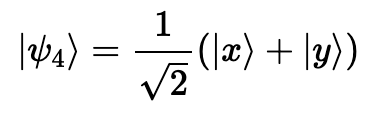 |ψ₄⟩ = 1/√2 (|x⟩ + |y⟩)